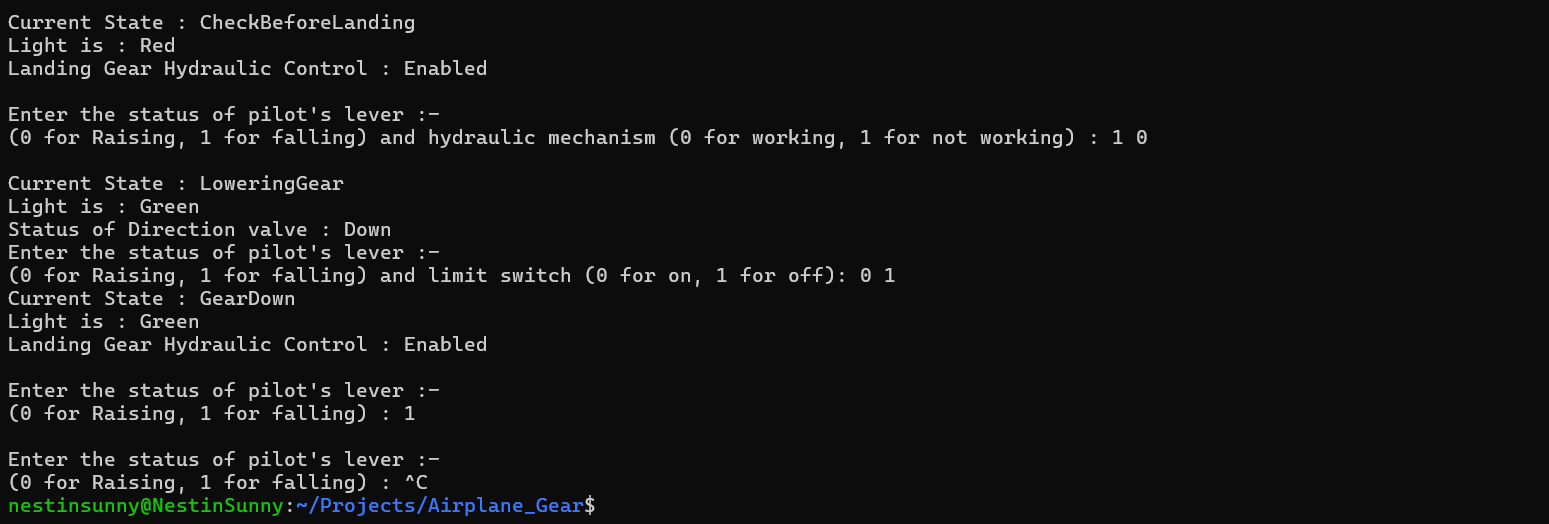 Current State : CheckBeforeLanding
Light is : Red
Landing Gear Hydraulic Control : Enabled
Enter the status of pilot's lever :-
(0 for Raising, 1 for falling) and hydraulic mechanism (0 for working, 1 for not working) : 1 0
Current State : LoweringGear
Light is : Green
Status of Direction valve : Down
Enter the status of pilot's lever :-
(0 for Raising, 1 for falling) and limit switch (0 for on, 1 for off): 0 1
Current State : GearDown
Light is : Green
Landing Gear Hydraulic Control : Enabled
Enter the status of pilot's lever :-
(0 for Raising, 1 for falling) : 1
Enter the status of pilot's lever :-
(0 for Raising, 1 for falling) : ^C
nestinsunny@NestinSunny:~/Projects/Airplane_Gear$